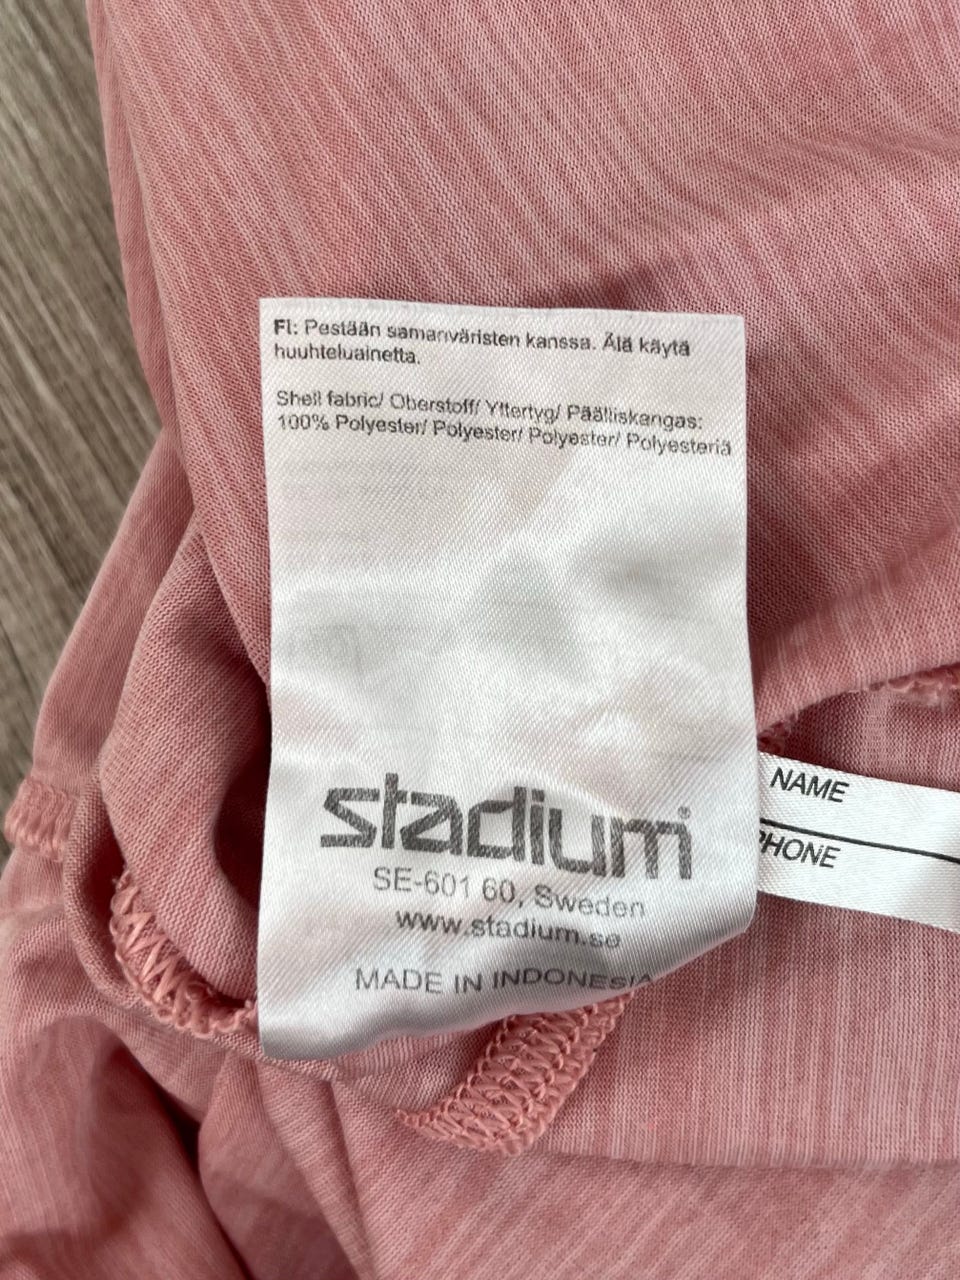 FI: Pestään samanväristen kanssa. Älä käytä
huuhteluainetta.
Shell fabric/ Oberstoff/ Yttertyg/ Päälliskangas:
100% Polyester/ Polyester/ Polyester/ Polyesteriä
stadium
SE-601 60, Sweden
www.stadium.se
MADE IN INDONESIA
NAME
PHONE